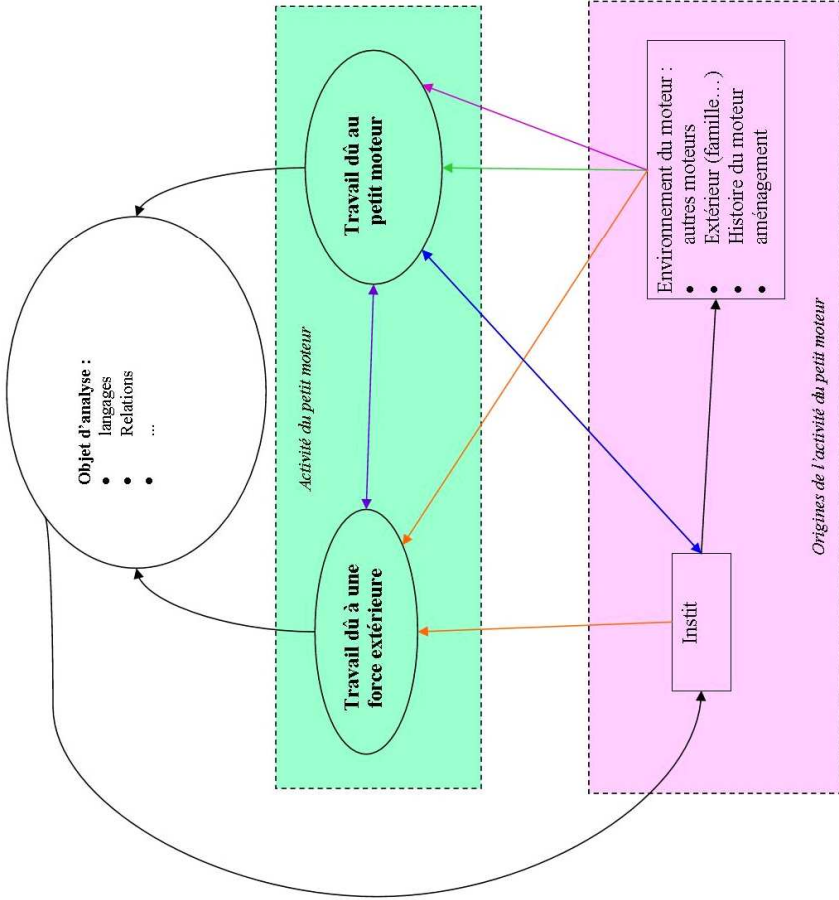 Objet d'analyse :
• langages
• Relations
• ...
Activité du petit moteur
Travail dû à une
force extérieure
Travail dû au
petit moteur
Instit
Environnement du moteur :
• autres moteurs
• Extérieur (famille…)
• Histoire du moteur
• aménagement
Origines de l'activité du petit moteur